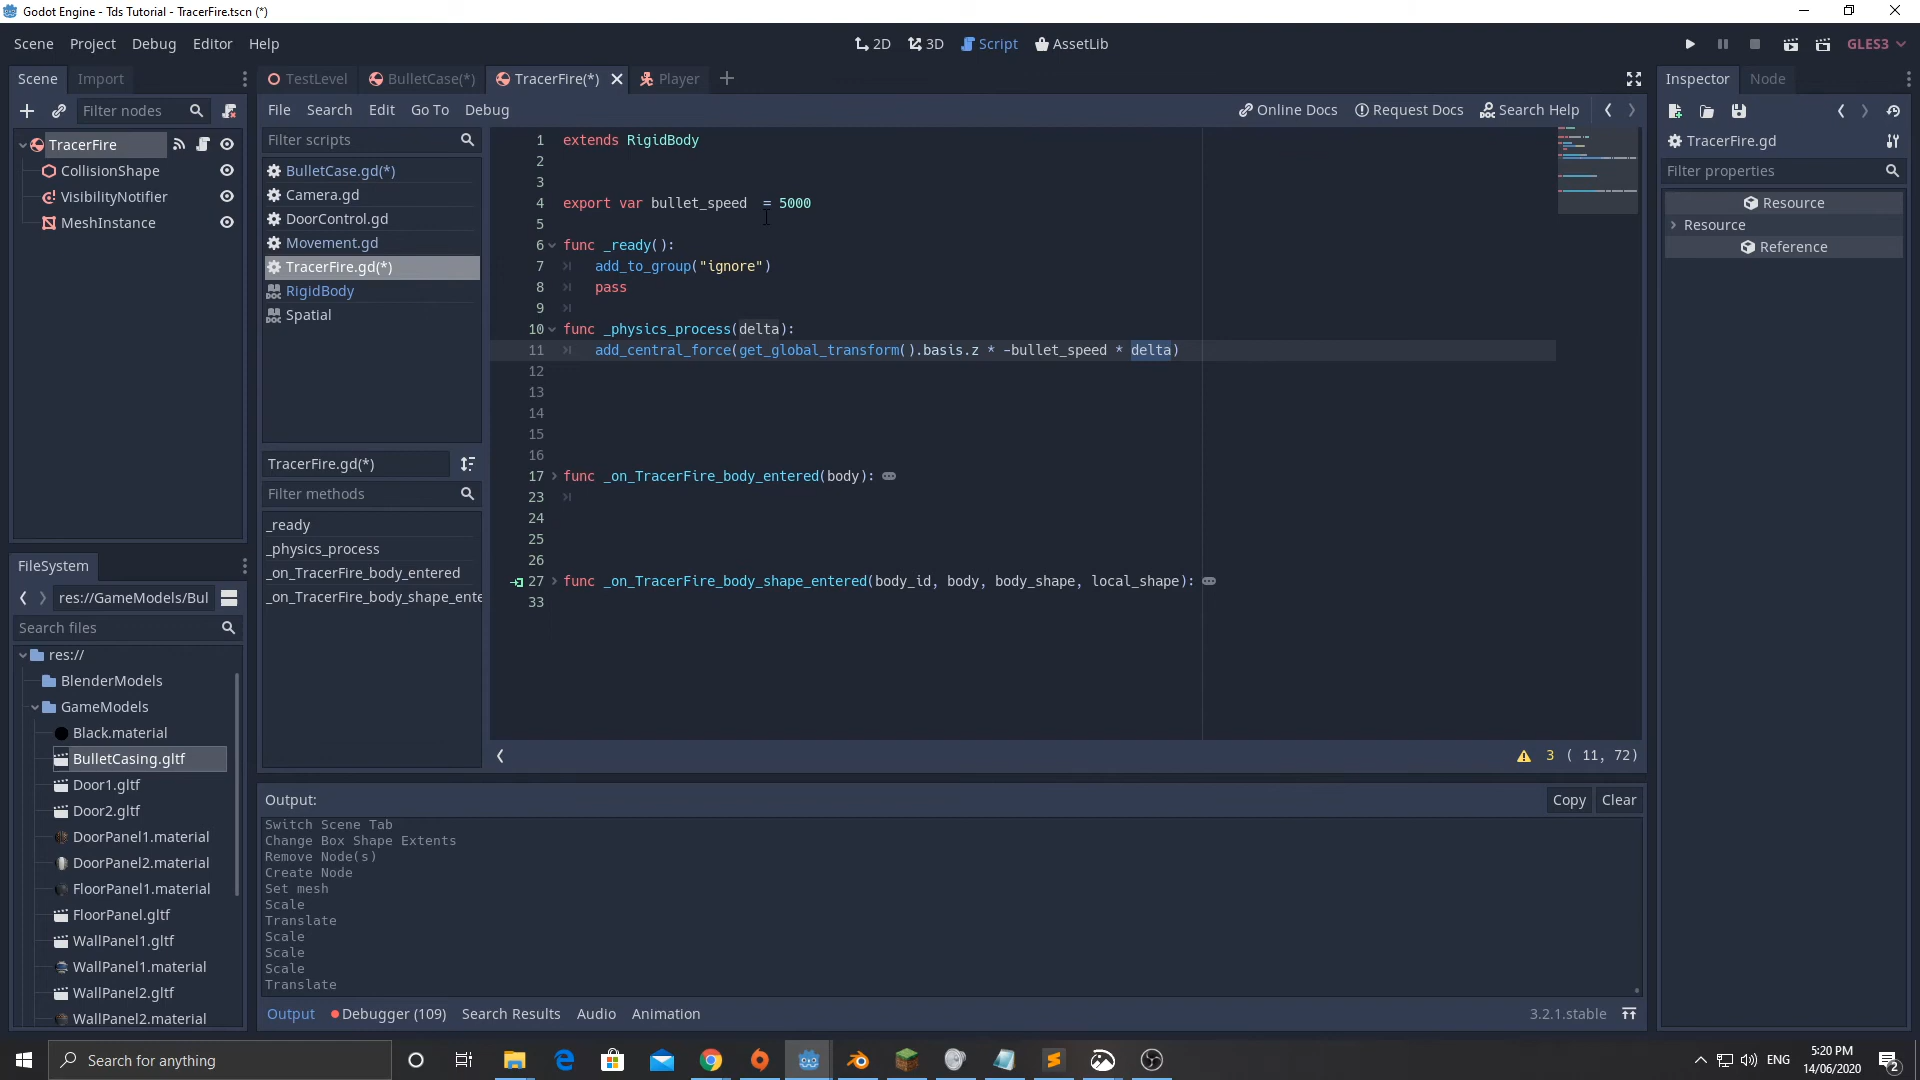 Godot Engine - Tds Tutorial - TracerFire.tscn (*)
Scene Project Debug Editor Help
2D 3D Script AssetLib
GLES3
Scene Import
Filter nodes
TracerFire
CollisionShape
VisibilityNotifier
MeshInstance
FileSystem
res://GameModels/Bul
Search files
res://
BlenderModels
GameModels
Black.material
BulletCasing.gltf
Door1.gltf
Door2.gltf
DoorPanel1.material
DoorPanel2.material
FloorPanel1.material
FloorPanel.gltf
WallPanel1.gltf
WallPanel1.material
WallPanel2.gltf
WallPanel2.material
TestLevel BulletCase(*) TracerFire(*) Player
File Search Edit Go To Debug
Online Docs Request Docs Search Help
Filter scripts
BulletCase.gd(*)
Camera.gd
DoorControl.gd
Movement.gd
TracerFire.gd(*)
RigidBody
Spatial
TracerFire.gd(*)
Filter methods
_ready
_physics_process
_on_TracerFire_body_entered
_on_TracerFire_body_shape_ente
1 extends RigidBody
2
3
4 export var bullet_speed  = 5000
5
6 func _ready():
7 add_to_group("ignore")
8 pass
9
10 func _physics_process(delta):
11 add_central_force(get_global_transform().basis.z * -bullet_speed * delta)
12
13
14
15
16
17 func _on_TracerFire_body_entered(body):
23
24
25
26
27 func _on_TracerFire_body_shape_entered(body_id, body, body_shape, local_shape):
33
3 ( 11, 72)
Output:
Copy Clear
Switch Scene Tab
Change Box Shape Extents
Remove Node(s)
Create Node
Set mesh
Scale
Translate
Scale
Scale
Scale
Translate
Output Debugger (109) Search Results Audio Animation
3.2.1.stable
Inspector Node
TracerFire.gd
Filter properties
Resource
Resource
Reference
Search for anything
ENG
5:20 PM
14/06/2020
2